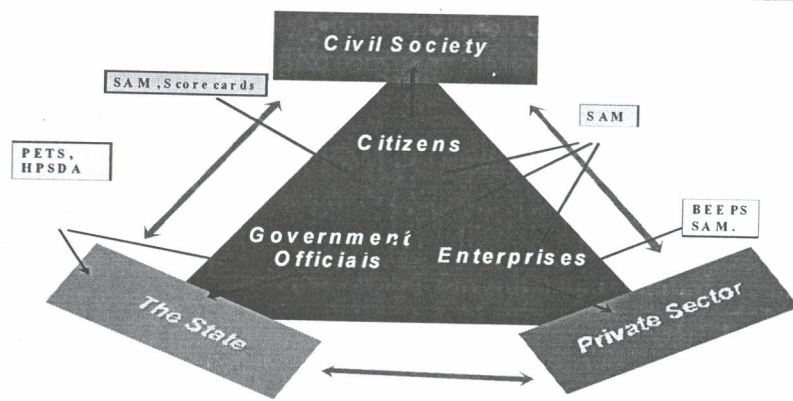 Civil Society
SAM, Score cards
SAM
Citizens
PETS,
HPSDA
BEEPS
SAM.
Government
Officials
Enterprises
The State
Private Sector